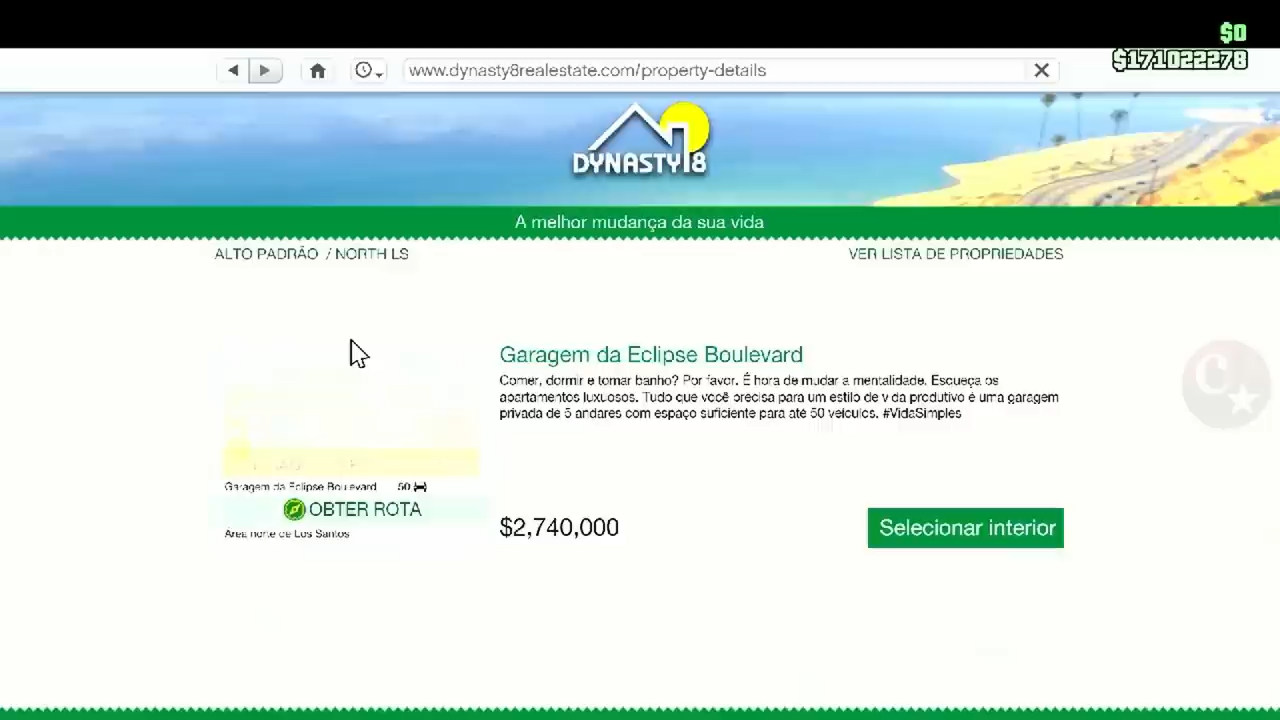 $0
www.dynasty8realestate.com/property-details
$171022278
DYNASTY 8
A melhor mudança da sua vida
ALTO PADRÃO / NORTH LS
VER LISTA DE PROPRIEDADES
Garagem da Eclipse Boulevard
Comer, dormir e tomar banho? Por favor. É hora de mudar a mentalidade. Esqueça os
apartamentos luxuosos. Tudo que você precisa para um estilo de vida produtivo é uma garagem
privada de 5 andares com espaço suficiente para até 50 veículos. #VidaSimples
Garagem da Eclipse Boulevard 50
OBTER ROTA
Área norte de Los Santos
$2,740,000
Selecionar interior
C